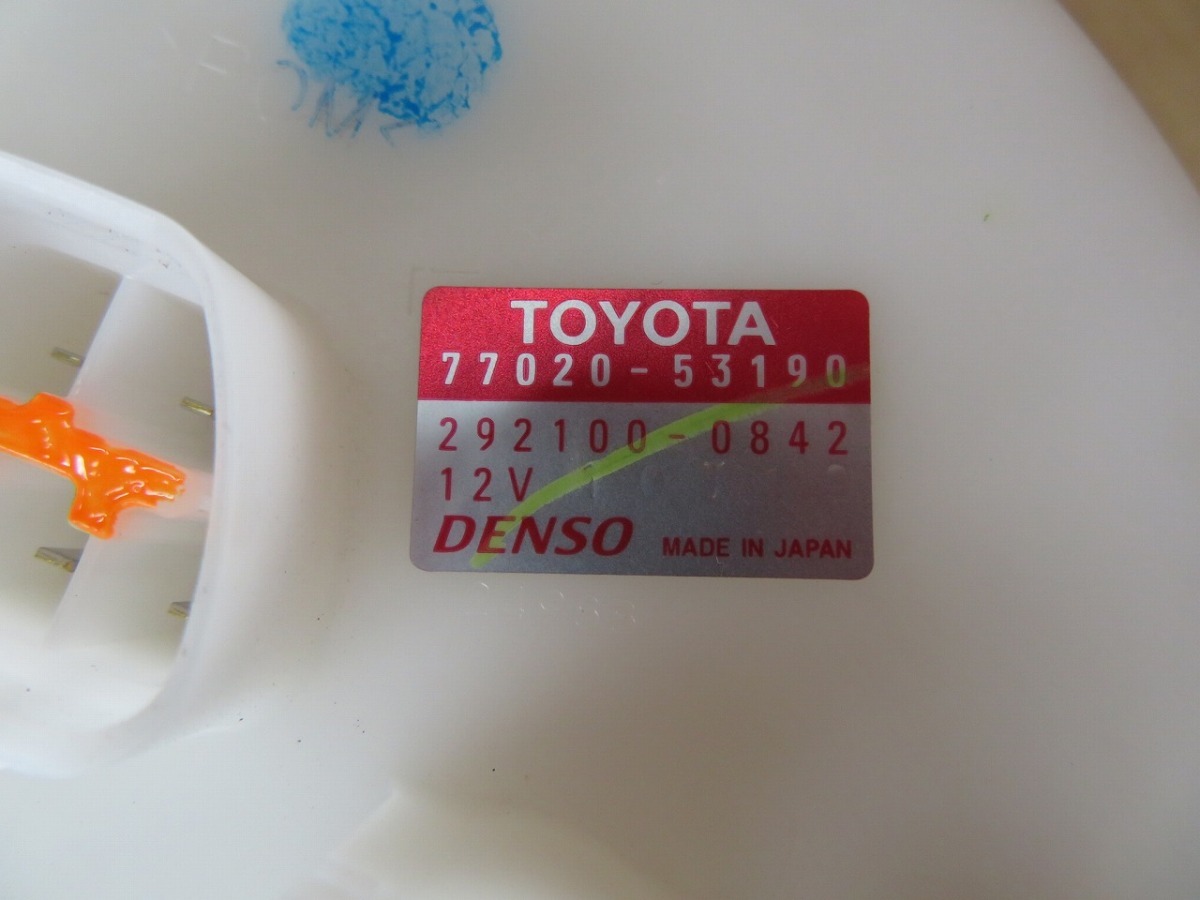 TOYOTA
77020-53190
292100-0842
12V
DENSO MADE IN JAPAN